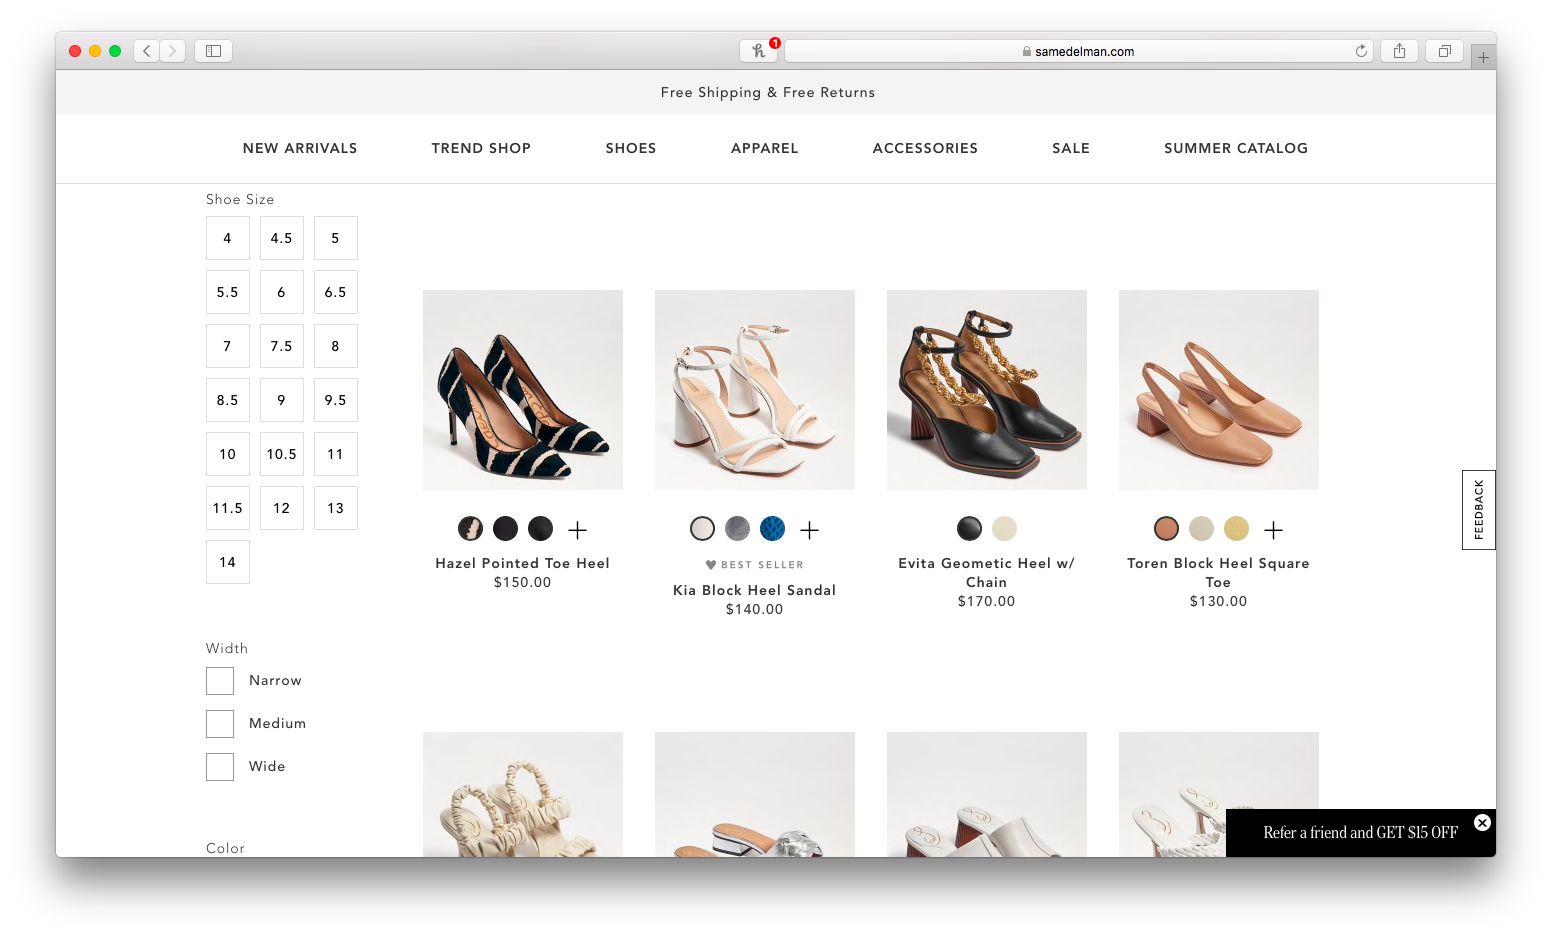 1
samedelman.com
Free Shipping & Free Returns
NEW ARRIVALS TREND SHOP SHOES APPAREL ACCESSORIES SALE SUMMER CATALOG
Shoe Size
4 4.5 5
5.5 6 6.5
7 7.5 8
8.5 9 9.5
10 10.5 11
11.5 12 13
14
Width
Narrow
Medium
Wide
Color
Hazel Pointed Toe Heel
$150.00
BEST SELLER
Kia Block Heel Sandal
$140.00
Evita Geometic Heel w/
Chain
$170.00
Toren Block Heel Square
Toe
$130.00
FEEDBACK
Refer a friend and GET $15 OFF